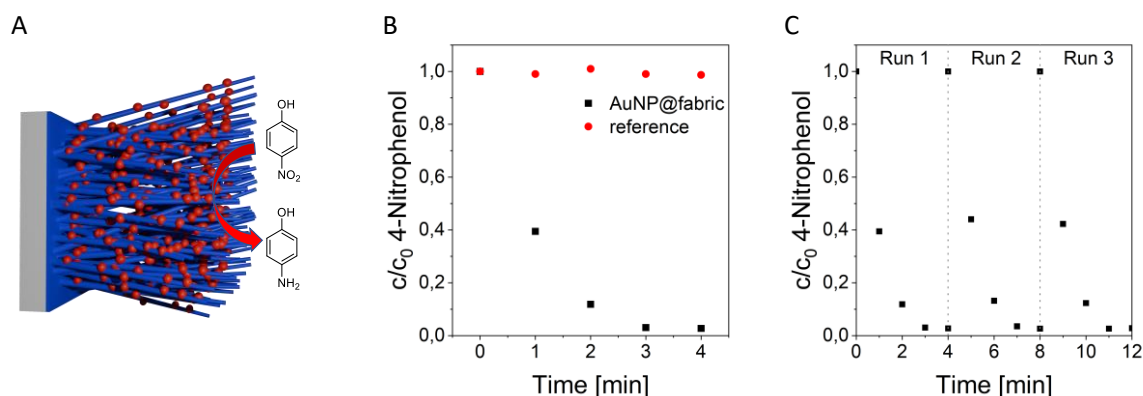 A
OH
NO₂
OH
NH₂
B
c/c₀ 4-Nitrophenol
1,0
0,8
0,6
0,4
0,2
0,0
AuNP@fabric
reference
0 1 2 3 4
Time [min]
C
c/c₀ 4-Nitrophenol
1,0
0,8
0,6
0,4
0,2
0,0
Run 1 Run 2 Run 3
0 2 4 6 8 10 12
Time [min]